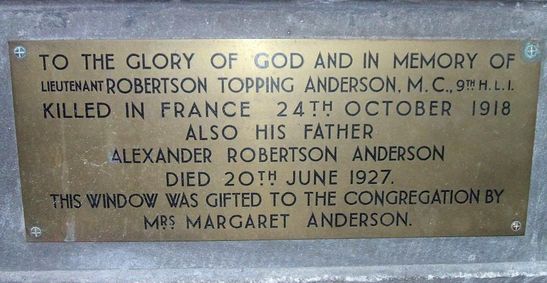 TO THE GLORY OF GOD AND IN MEMORY OF
LIEUTENANT ROBERTSON TOPPING ANDERSON, M.C., 9TH H.L.I.
KILLED IN FRANCE 24TH OCTOBER 1918
ALSO HIS FATHER
ALEXANDER ROBERTSON ANDERSON
DIED 20TH JUNE 1927.
THIS WINDOW WAS GIFTED TO THE CONGREGATION BY
MRS MARGARET ANDERSON.